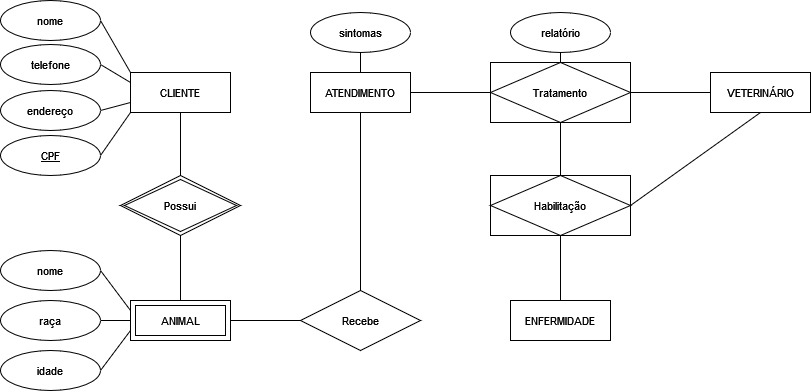 nome
telefone
endereço
CPF
CLIENTE
Possui
nome
raça
idade
ANIMAL
Recebe
sintomas
ATENDIMENTO
relatório
Tratamento
VETERINÁRIO
Habilitação
ENFERMIDADE